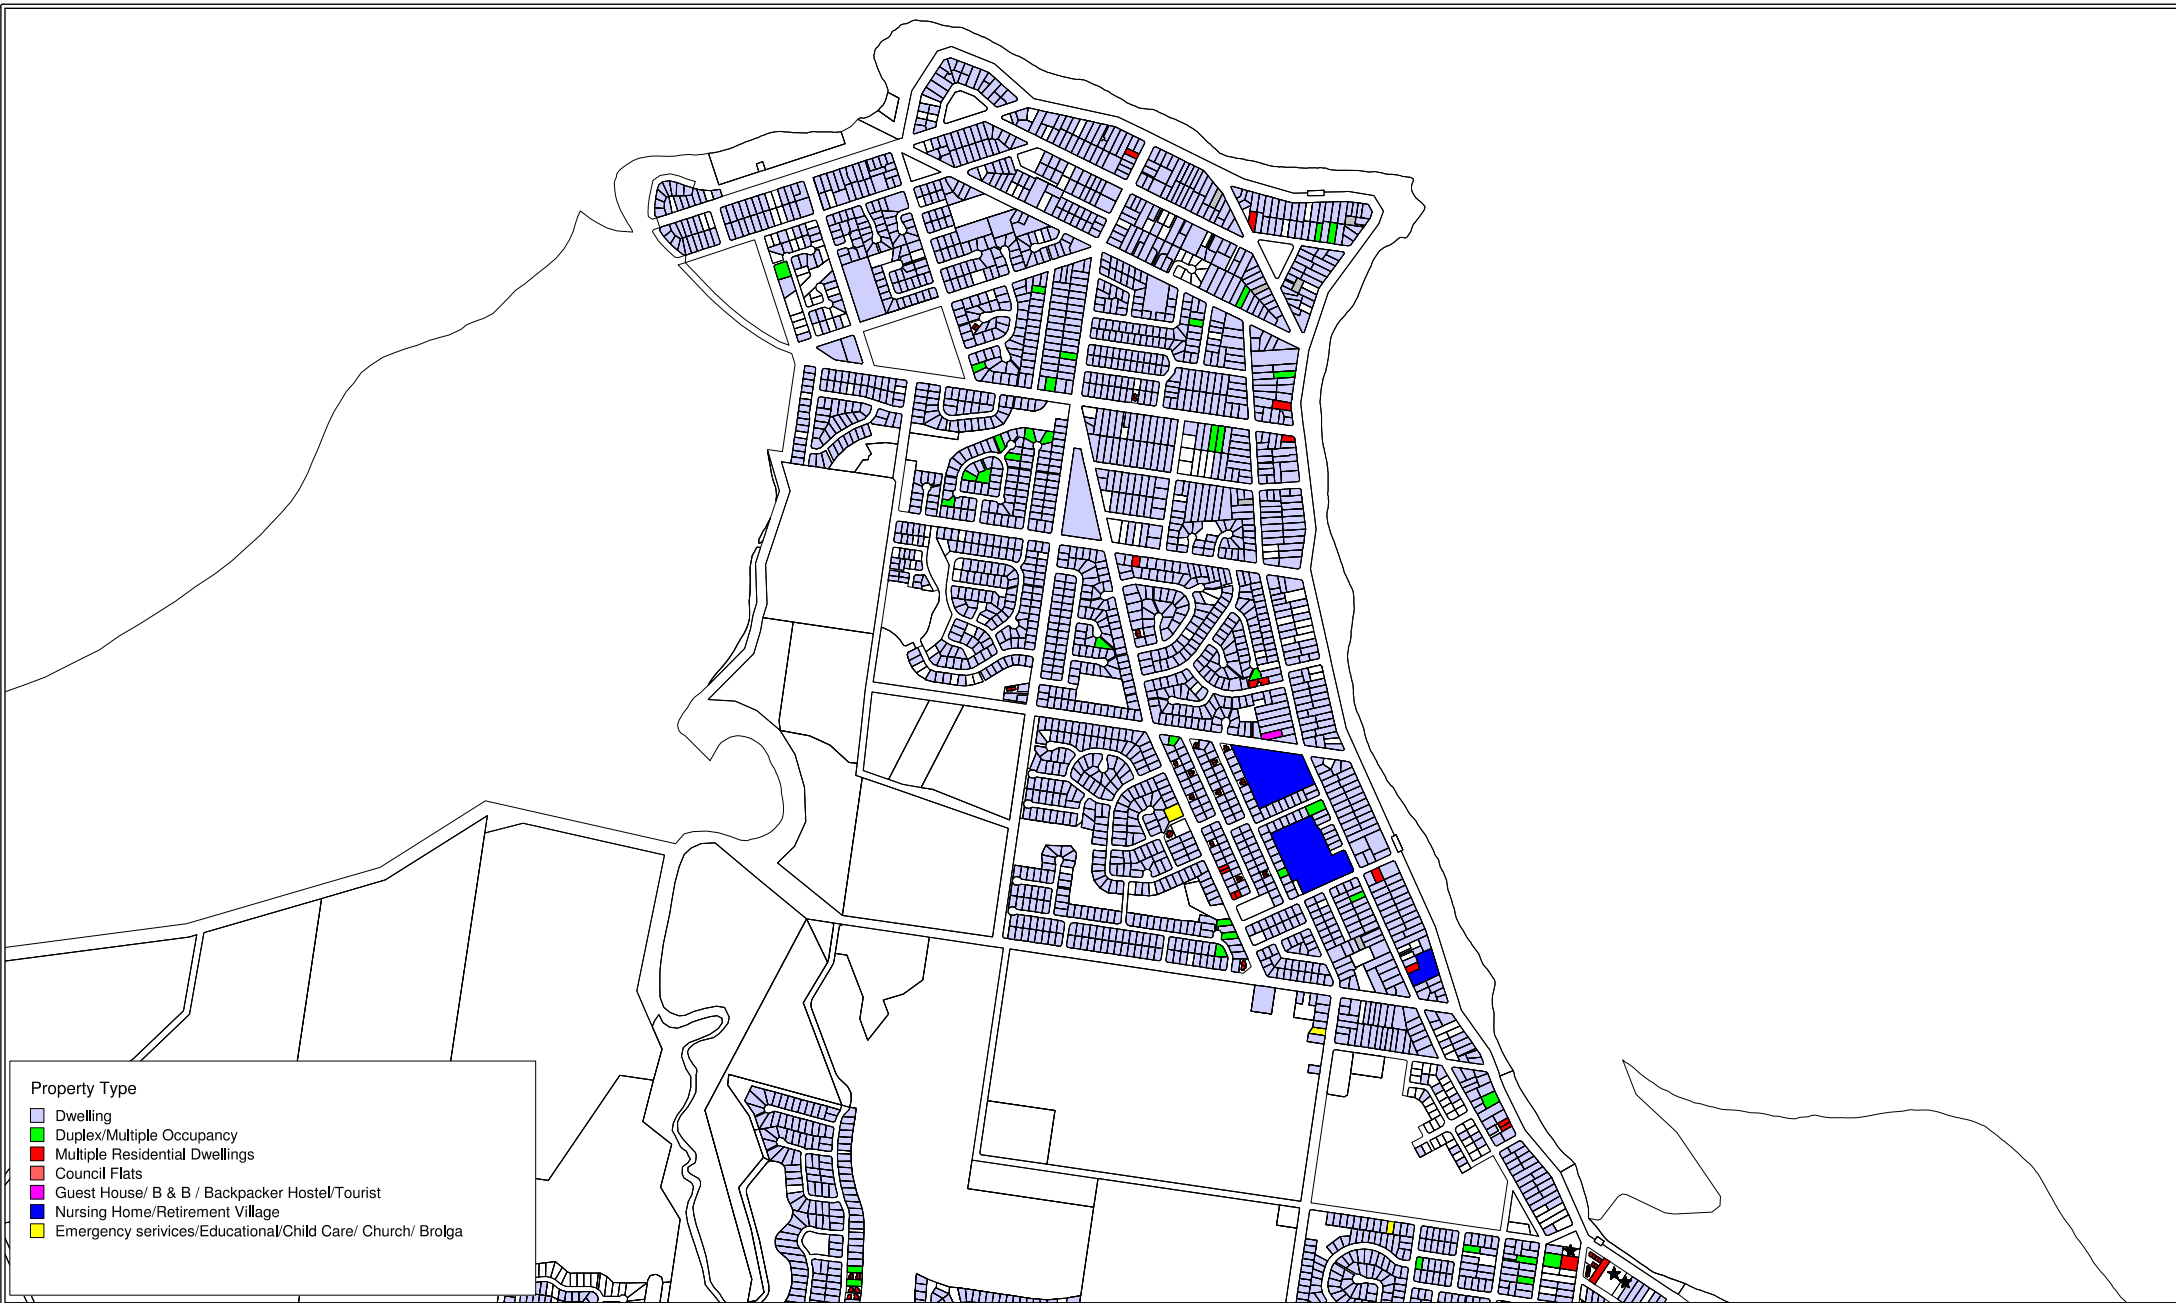 Property Type
Dwelling
Duplex/Multiple Occupancy
Multiple Residential Dwellings
Council Flats
Guest House/ B & B / Backpacker Hostel/Tourist
Nursing Home/Retirement Village
Emergency serivices/Educational/Child Care/ Church/ Brolga